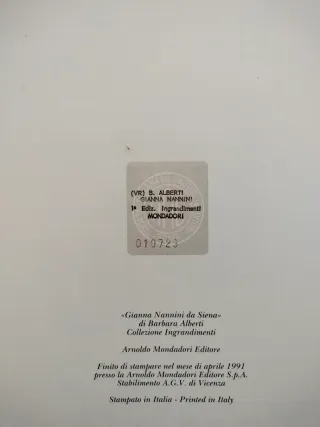 (VR) B. ALBERTI
GIANNA NANNINI
1ª Ediz. Ingrandimenti
MONDADORI
010723
«Gianna Nannini da Siena»
di Barbara Alberti
Collezione Ingrandimenti
Arnoldo Mondadori Editore
Finito di stampare nel mese di aprile 1991
presso la Arnoldo Mondadori Editore S.p.A.
Stabilimento A.G.V. di Vicenza
Stampato in Italia - Printed in Italy